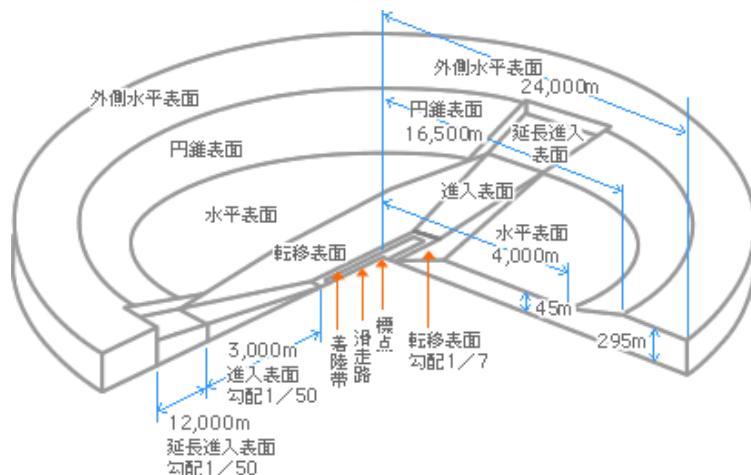 外側水平表面
24,000m
外側水平表面
円錐表面
16,500m
延長進入
表面
円錐表面
進入表面
水平表面
水平表面
4,000m
転移表面
45m
295m
3,000m
進入表面
勾配1/50
着陸帯
滑走路
標点
転移表面
勾配1/7
12,000m
延長進入表面
勾配1/50